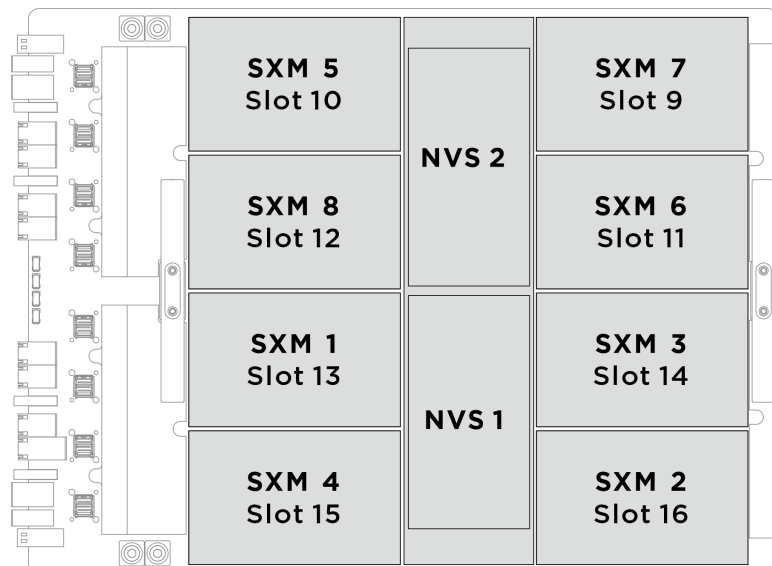 SXM 5
Slot 10
SXM 7
Slot 9
NVS 2
SXM 8
Slot 12
SXM 6
Slot 11
SXM 1
Slot 13
SXM 3
Slot 14
NVS 1
SXM 4
Slot 15
SXM 2
Slot 16